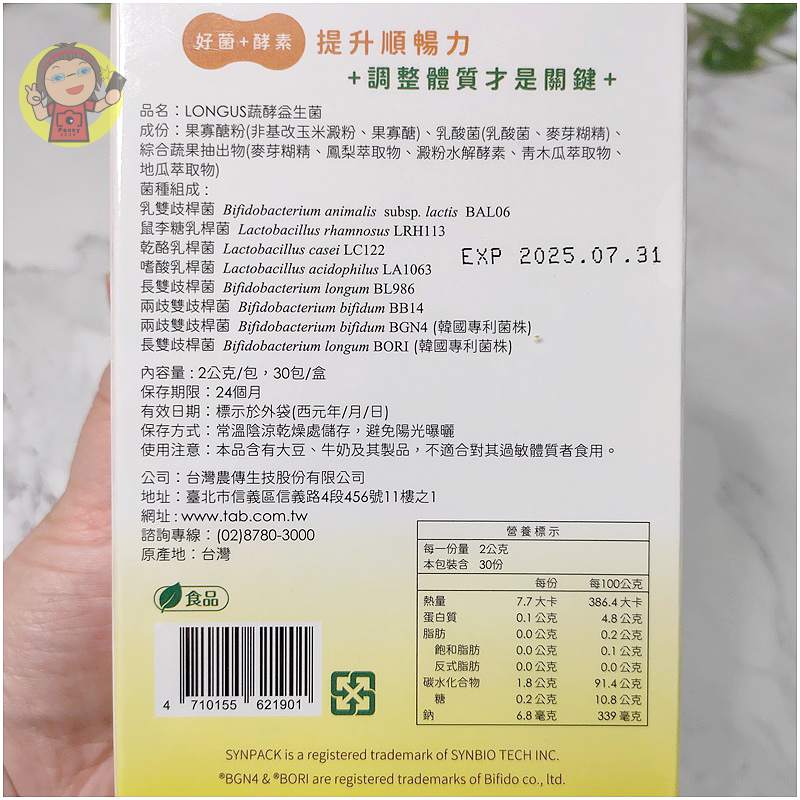 好菌+酵素 提升順暢力
+調整體質才是關鍵+
品名：LONGUS蔬酵益生菌
成份：果寡醣粉(非基改玉米澱粉、果寡醣)、乳酸菌(乳酸菌、麥芽糊精)、
綜合蔬果抽出物(麥芽糊精、鳳梨萃取物、澱粉水解酵素、青木瓜萃取物、
地瓜萃取物)
菌種組成：
乳雙歧桿菌 Bifidobacterium animalis subsp. lactis BAL06
鼠李糖乳桿菌 Lactobacillus rhamnosus LRH113
乾酪乳桿菌 Lactobacillus casei LC122
嗜酸乳桿菌 Lactobacillus acidophilus LA1063
EXP 2025.07.31
長雙歧桿菌 Bifidobacterium longum BL986
兩歧雙歧桿菌 Bifidobacterium bifidum BB14
兩歧雙歧桿菌 Bifidobacterium bifidum BGN4 (韓國專利菌株)
長雙歧桿菌 Bifidobacterium longum BORI (韓國專利菌株)
內容量：2公克/包，30包/盒
保存期限：24個月
有效日期：標示於外袋(西元年/月/日)
保存方式：常溫陰涼乾燥處儲存，避免陽光曝曬
使用注意：本品含有大豆、牛奶及其製品，不適合對其過敏體質者食用。
公司：台灣農傳生技股份有限公司
地址：臺北市信義區信義路4段456號11樓之1
網址：www.tab.com.tw
諮詢專線：(02)8780-3000
原產地：台灣
食品
4 710155 621901
營養標示
每一份量 2公克
本包裝含 30份
每份 每100公克
熱量 7.7 大卡 386.4 大卡
蛋白質 0.1 公克 4.8 公克
脂肪 0.0 公克 0.2 公克
飽和脂肪 0.0 公克 0.1 公克
反式脂肪 0.0 公克 0.0 公克
碳水化合物 1.8 公克 91.4 公克
糖 0.2 公克 10.8 公克
鈉 6.8 毫克 339 毫克
SYNPACK is a registered trademark of SYNBIO TECH INC.
®BGN4 & ®BORI are registered trademarks of Bifido co., ltd.
Penny